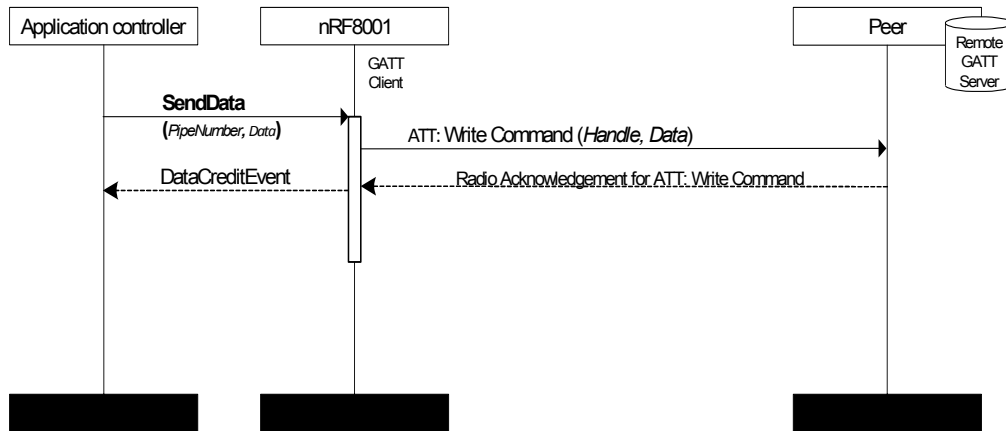 Application controller
nRF8001
Peer
Remote
GATT
Server
GATT
Client
SendData
(PipeNumber, Data)
ATT: Write Command (Handle, Data)
DataCreditEvent
Radio Acknowledgement for ATT: Write Command